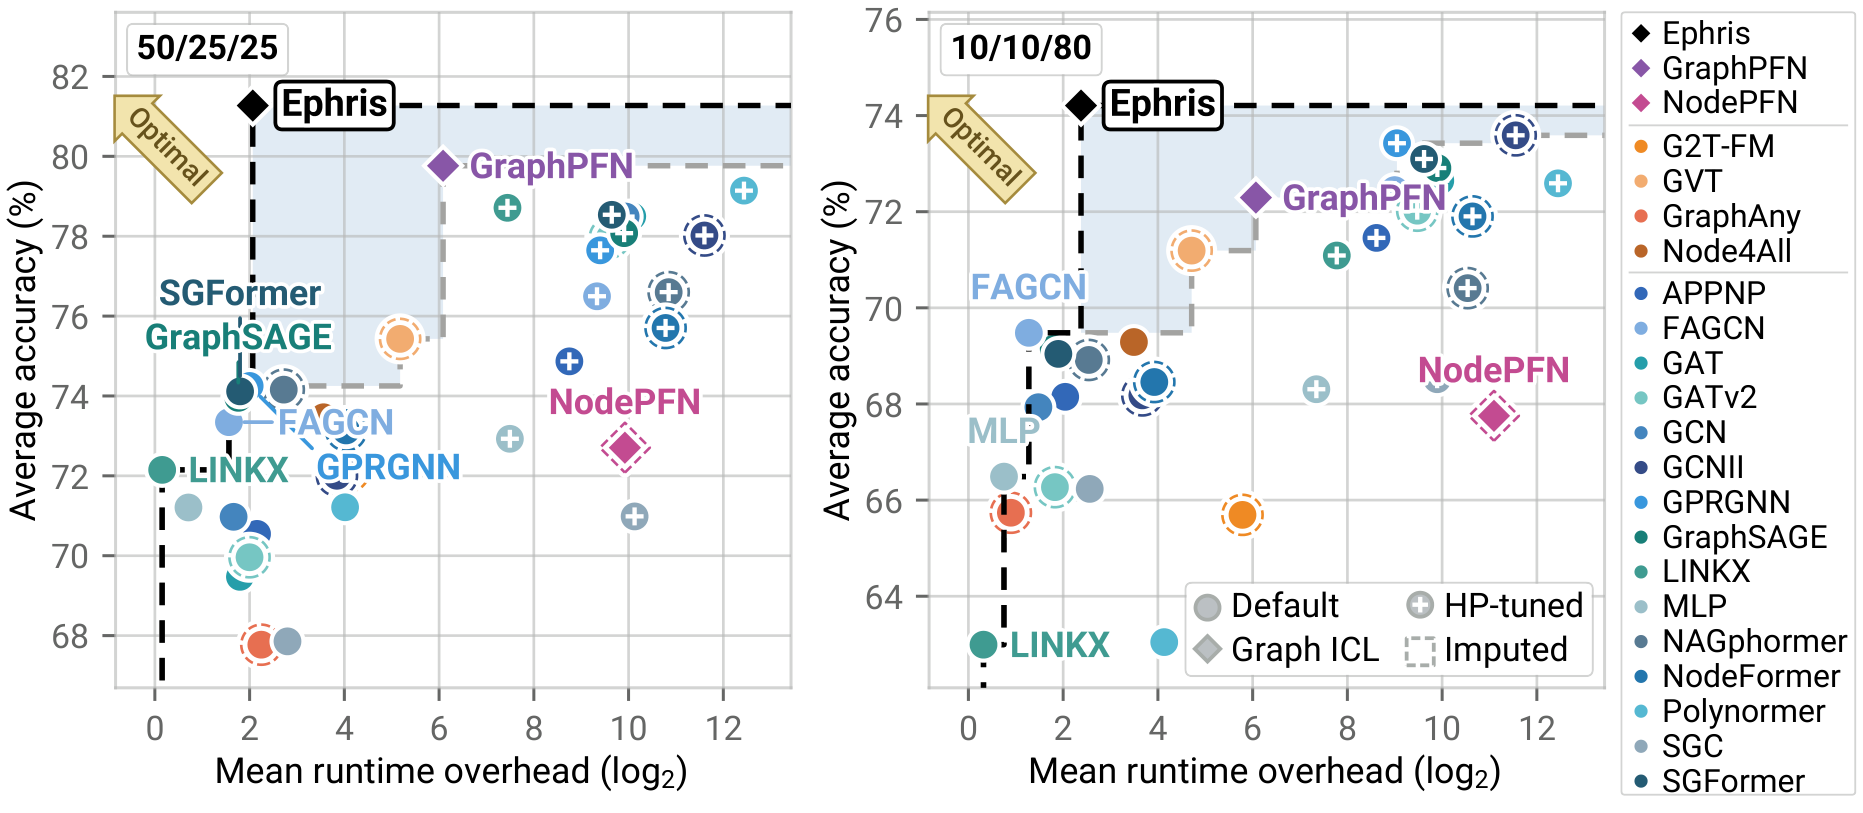 50/25/25
82
80
78
76
74
72
70
68
Average accuracy (%)
Optimal
Ephris
GraphPFN
SGFormer
GraphSAGE
FAGCN
GPRGNN
LINKX
NodePFN
0 2 4 6 8 10 12
Mean runtime overhead (log2)
10/10/80
76
74
72
70
68
66
64
Average accuracy (%)
Optimal
Ephris
GraphPFN
FAGCN
NodePFN
MLP
LINKX
Default
HP-tuned
Graph ICL
Imputed
0 2 4 6 8 10 12
Mean runtime overhead (log2)
Ephris
GraphPFN
NodePFN
G2T-FM
GVT
GraphAny
Node4All
APPNP
FAGCN
GAT
GATv2
GCN
GCNII
GPRGNN
GraphSAGE
LINKX
MLP
NAGphormer
NodeFormer
Polynormer
SGC
SGFormer